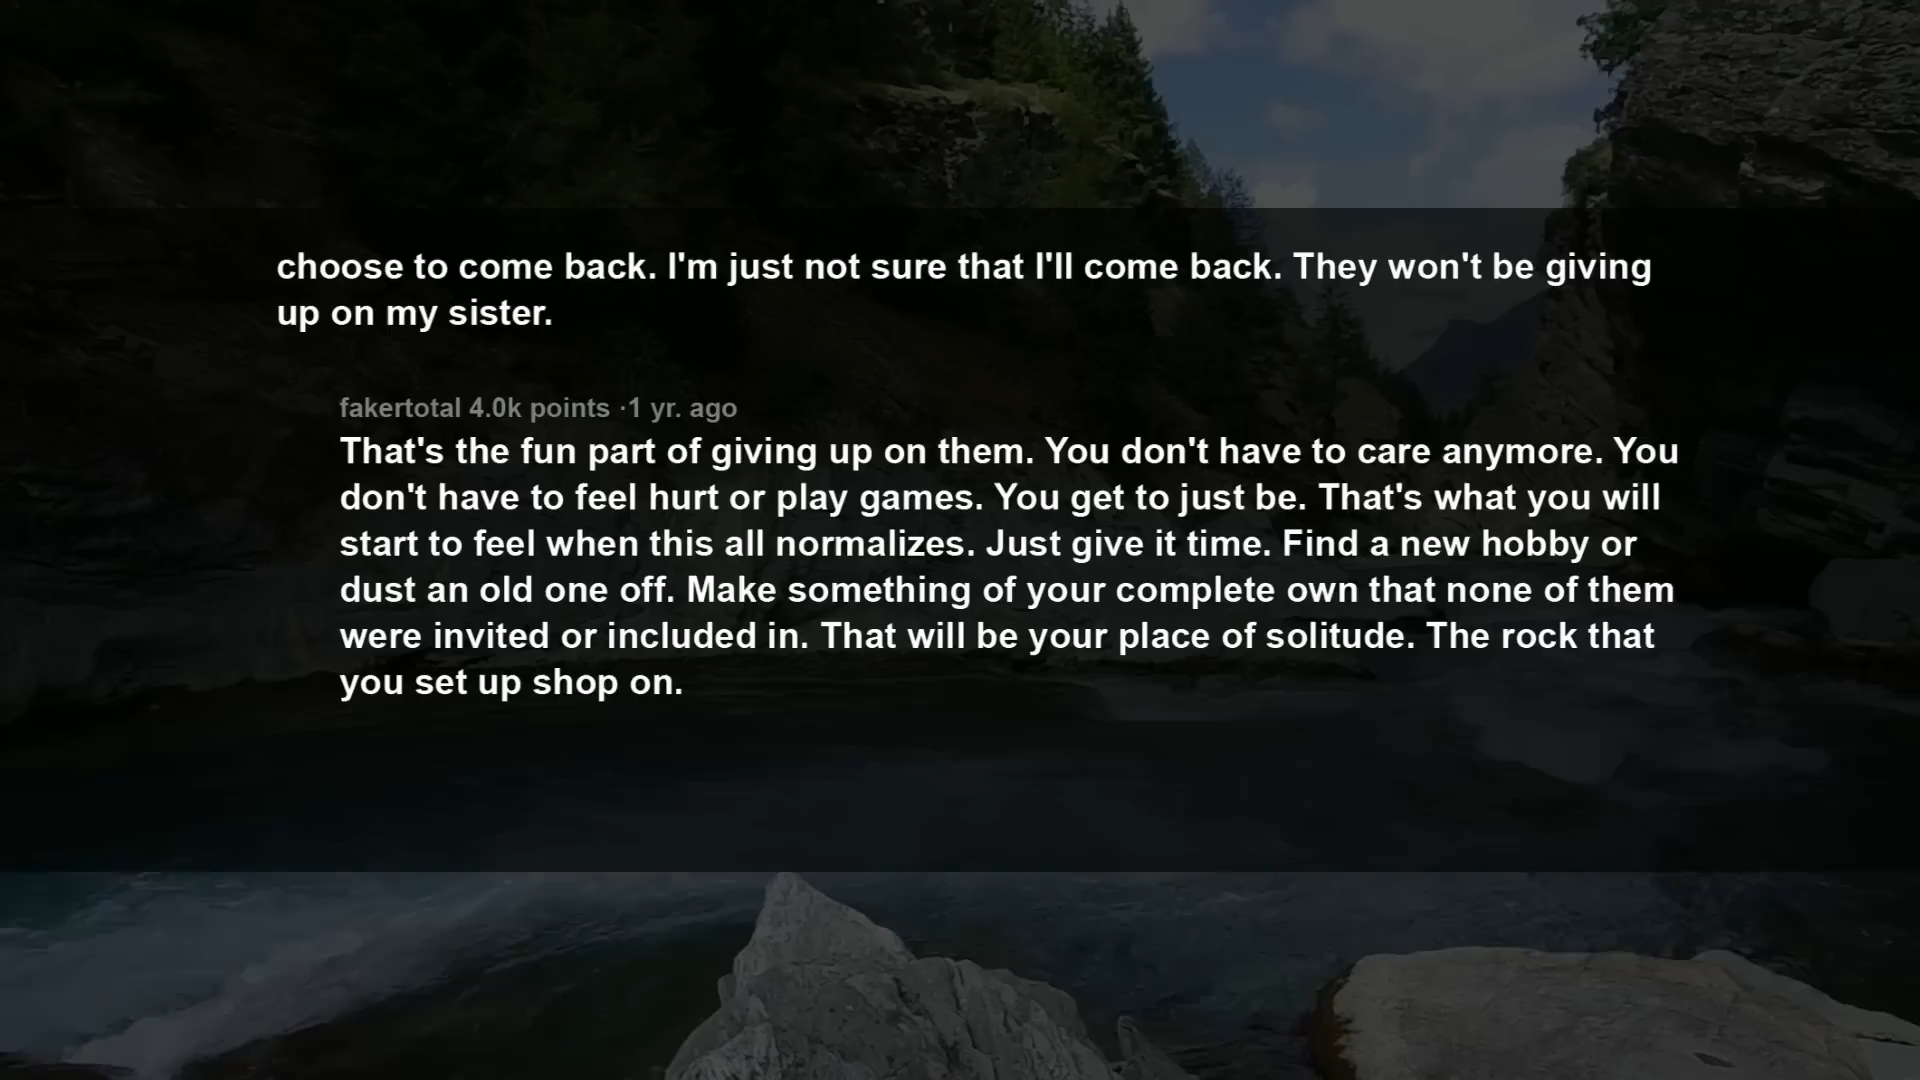 choose to come back. I'm just not sure that I'll come back. They won't be giving
up on my sister.
fakertotal 4.0k points ·1 yr. ago
That's the fun part of giving up on them. You don't have to care anymore. You
don't have to feel hurt or play games. You get to just be. That's what you will
start to feel when this all normalizes. Just give it time. Find a new hobby or
dust an old one off. Make something of your complete own that none of them
were invited or included in. That will be your place of solitude. The rock that
you set up shop on.